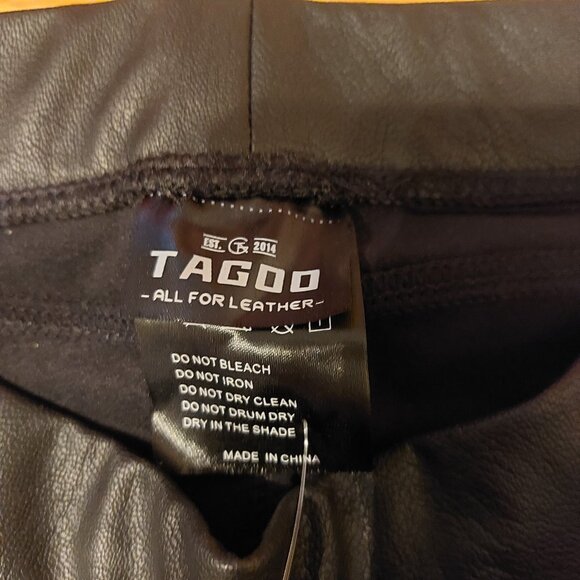 EST. 2014
TAGOO
-ALL FOR LEATHER-
DO NOT BLEACH
DO NOT IRON
DO NOT DRY CLEAN
DO NOT DRUM DRY
DRY IN THE SHADE
MADE IN CHINA